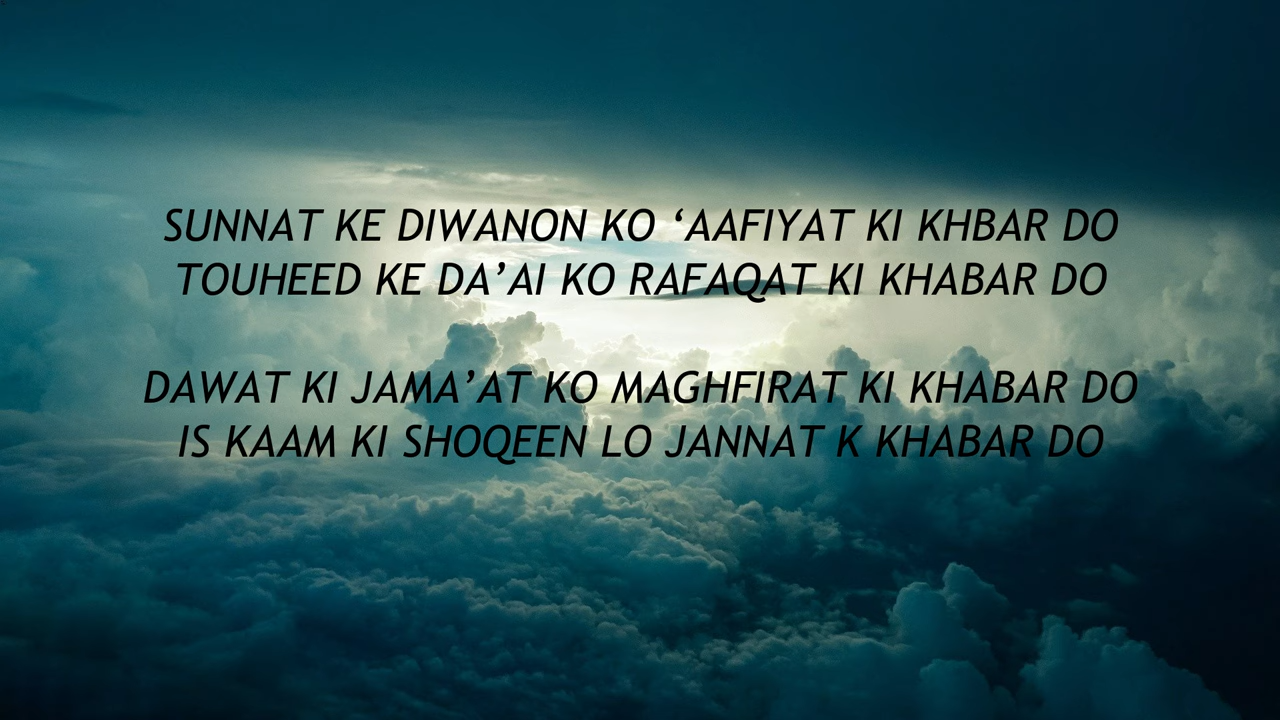 SUNNAT KE DIWANON KO ‘AAFIYAT KI KHBAR DO
TOUHEED KE DA’AI KO RAFAQAT KI KHABAR DO
DAWAT KI JAMA’AT KO MAGHFIRAT KI KHABAR DO
IS KAAM KI SHOQEEN LO JANNAT K KHABAR DO